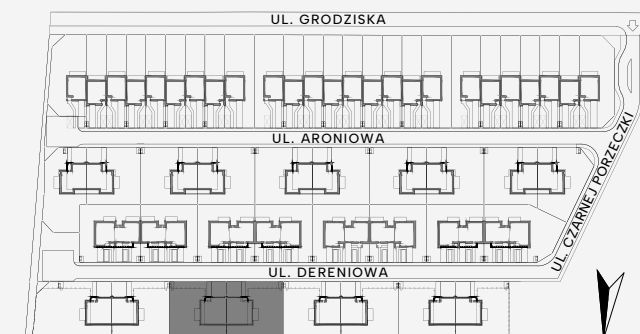 UL. GRODZISKA
UL. ARONIOWA
UL. CZARNEJ PORZECZKI
UL. DERENIOWA